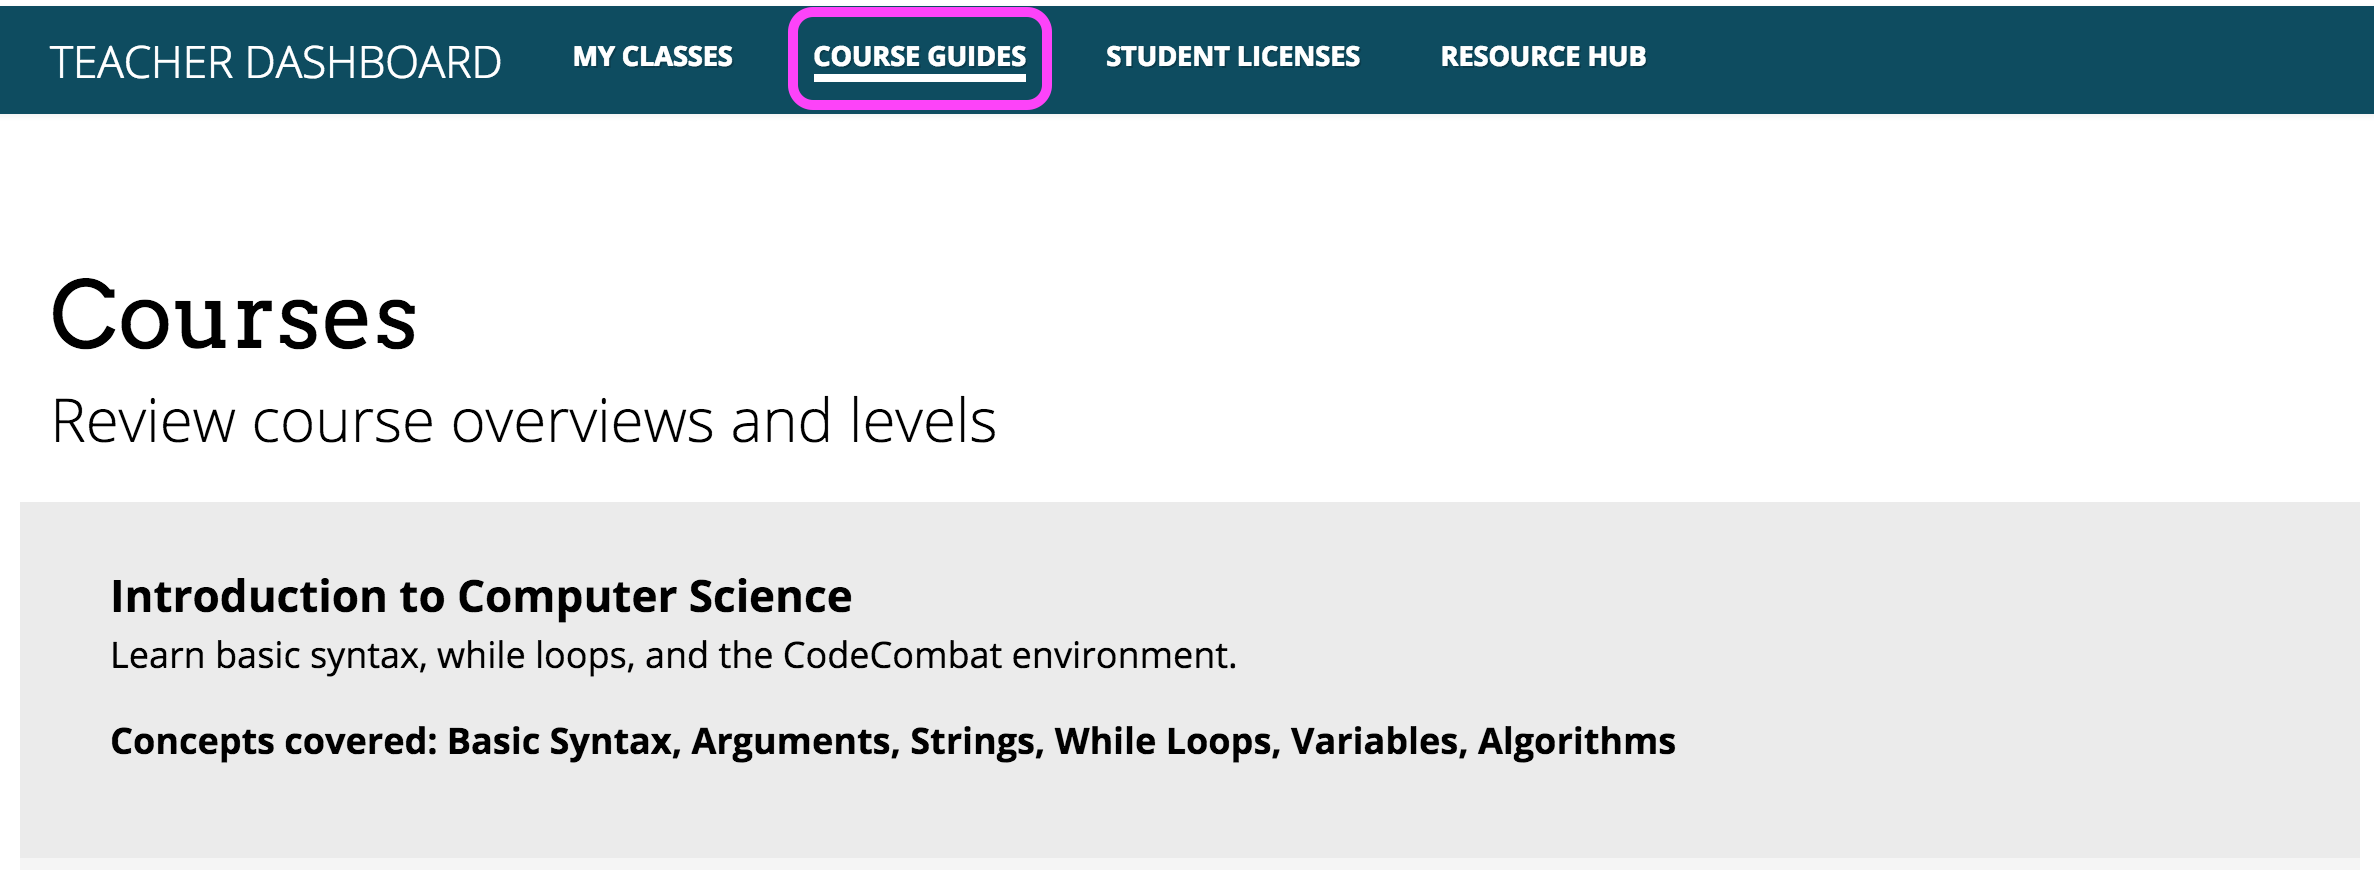 TEACHER DASHBOARD MY CLASSES COURSE GUIDES STUDENT LICENSES RESOURCE HUB
Courses
Review course overviews and levels
Introduction to Computer Science
Learn basic syntax, while loops, and the CodeCombat environment.
Concepts covered: Basic Syntax, Arguments, Strings, While Loops, Variables, Algorithms